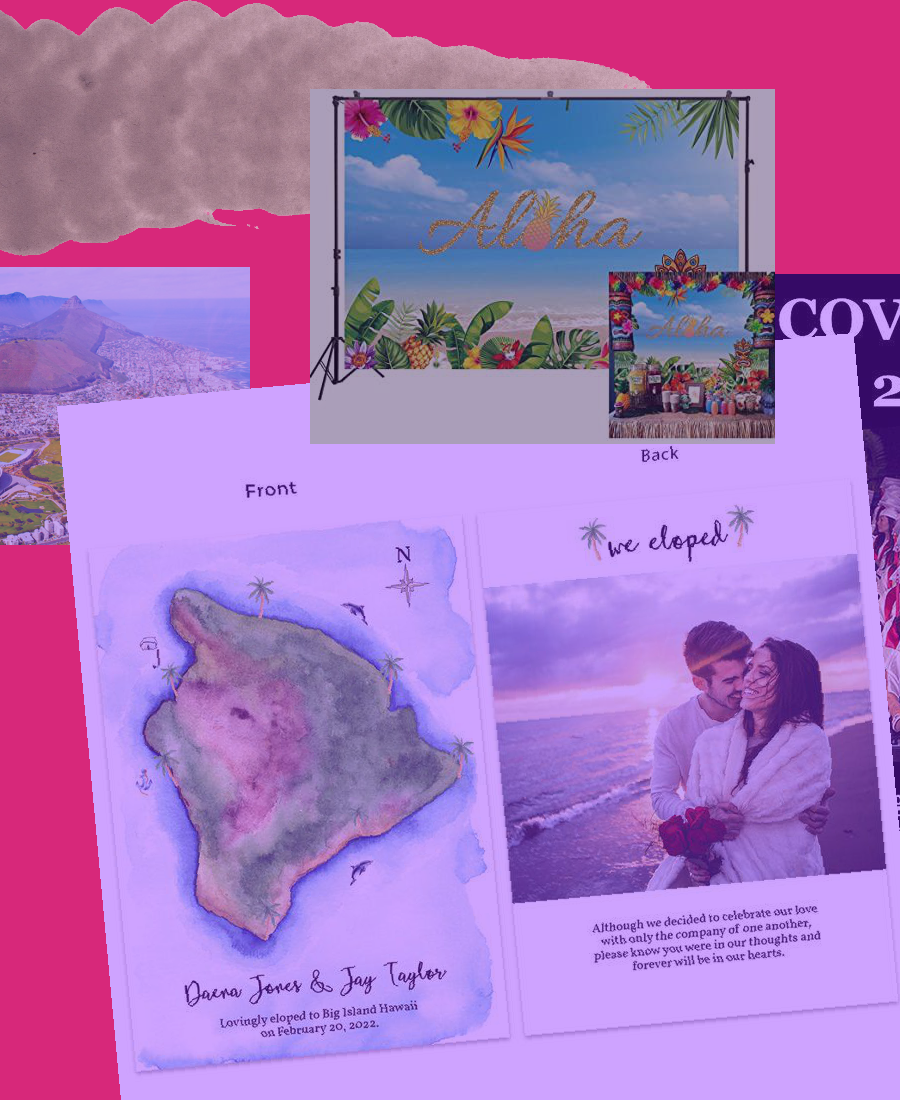 Aloha
Aloha
COV
2
Back
Front
we eloped
N
Although we decided to celebrate our love
with only the company of one another,
please know you were in our thoughts and
forever will be in our hearts.
Daena Jones & Jay Taylor
Lovingly eloped to Big Island Hawaii
on February 20, 2022.